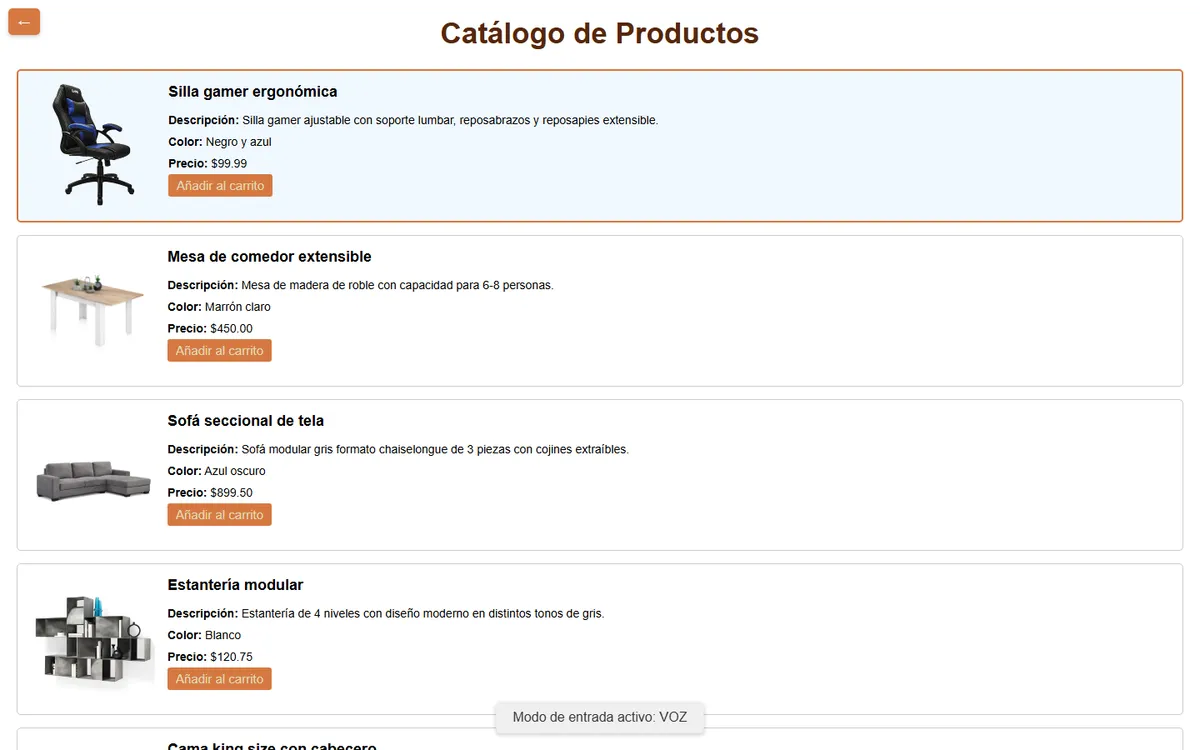 ←
Catálogo de Productos
Silla gamer ergonómica
Descripción: Silla gamer ajustable con soporte lumbar, reposabrazos y reposapies extensible.
Color: Negro y azul
Precio: $99.99
Añadir al carrito
Mesa de comedor extensible
Descripción: Mesa de madera de roble con capacidad para 6-8 personas.
Color: Marrón claro
Precio: $450.00
Añadir al carrito
Sofá seccional de tela
Descripción: Sofá modular gris formato chaiselongue de 3 piezas con cojines extraíbles.
Color: Azul oscuro
Precio: $899.50
Añadir al carrito
Estantería modular
Descripción: Estantería de 4 niveles con diseño moderno en distintos tonos de gris.
Color: Blanco
Precio: $120.75
Añadir al carrito
Modo de entrada activo: VOZ
Cama king size con cabecero